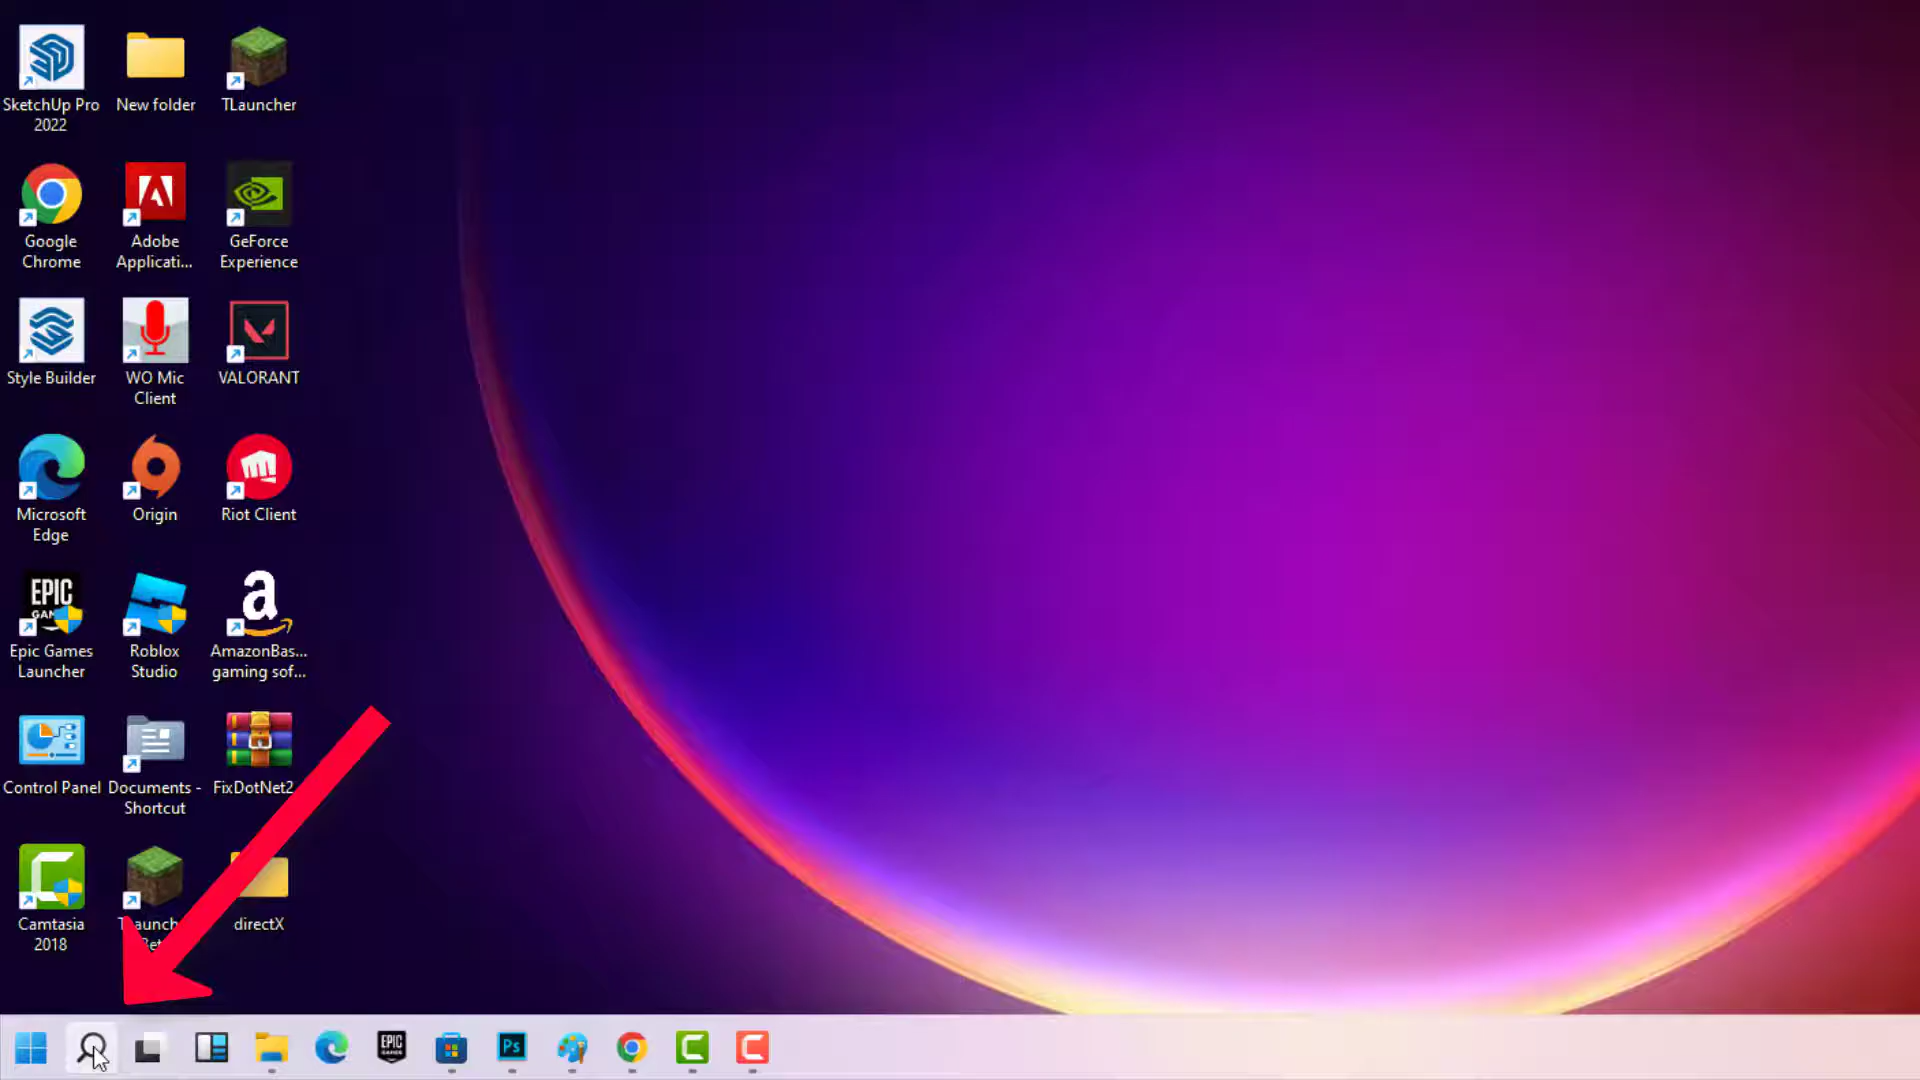 SketchUp Pro
2022
New folder
TLauncher
Google
Chrome
Adobe
Applicati...
GeForce
Experience
Style Builder
WO Mic
Client
VALORANT
Microsoft
Edge
Origin
Riot Client
EPIC
Epic Games
Launcher
Roblox
Studio
a
AmazonBas...
gaming sof...
Control Panel
Documents -
Shortcut
FixDotNet2
Camtasia
2018
directX
EPIC
GAMES
Ps